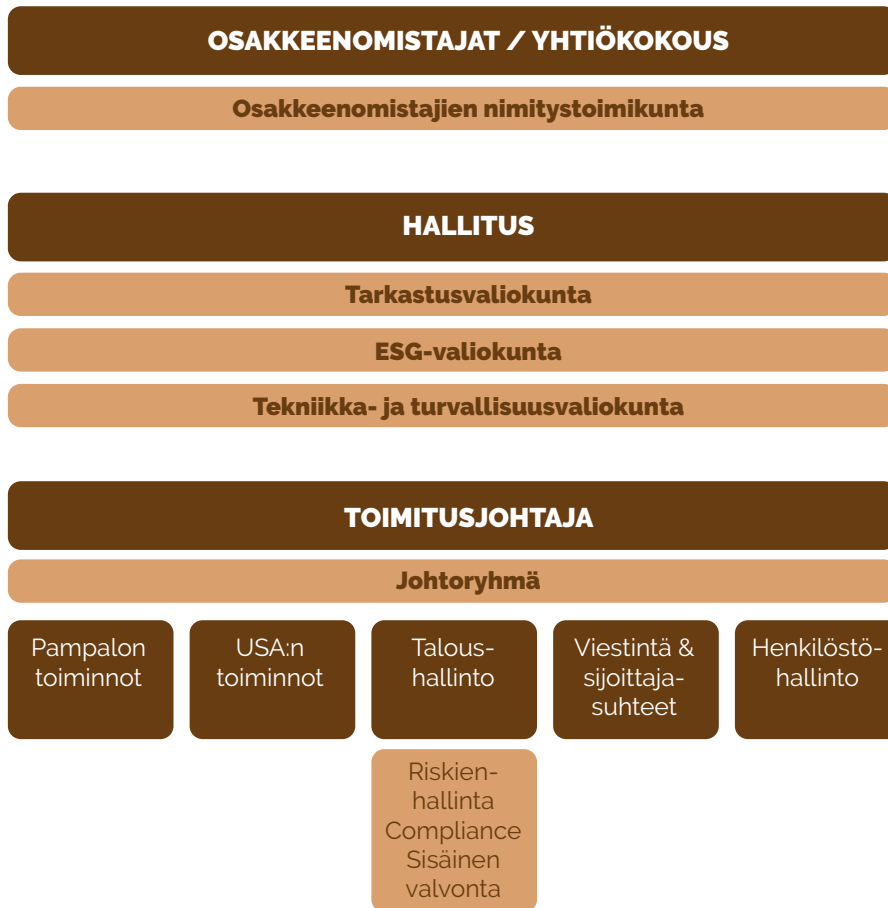 OSAKKEENOMISTAJAT / YHTIÖKOKOUS
Osakkeenomistajien nimitystoimikunta
HALLITUS
Tarkastusvaliokunta
ESG-valiokunta
Tekniikka- ja turvallisuusvaliokunta
TOIMITUSJOHTAJA
Johtoryhmä
Pampalon
toiminnot
USA:n
toiminnot
Talous-
hallinto
Viestintä &
sijoittaja-
suhteet
Henkilöstö-
hallinto
Riskien-
hallinta
Compliance
Sisäinen
valvonta